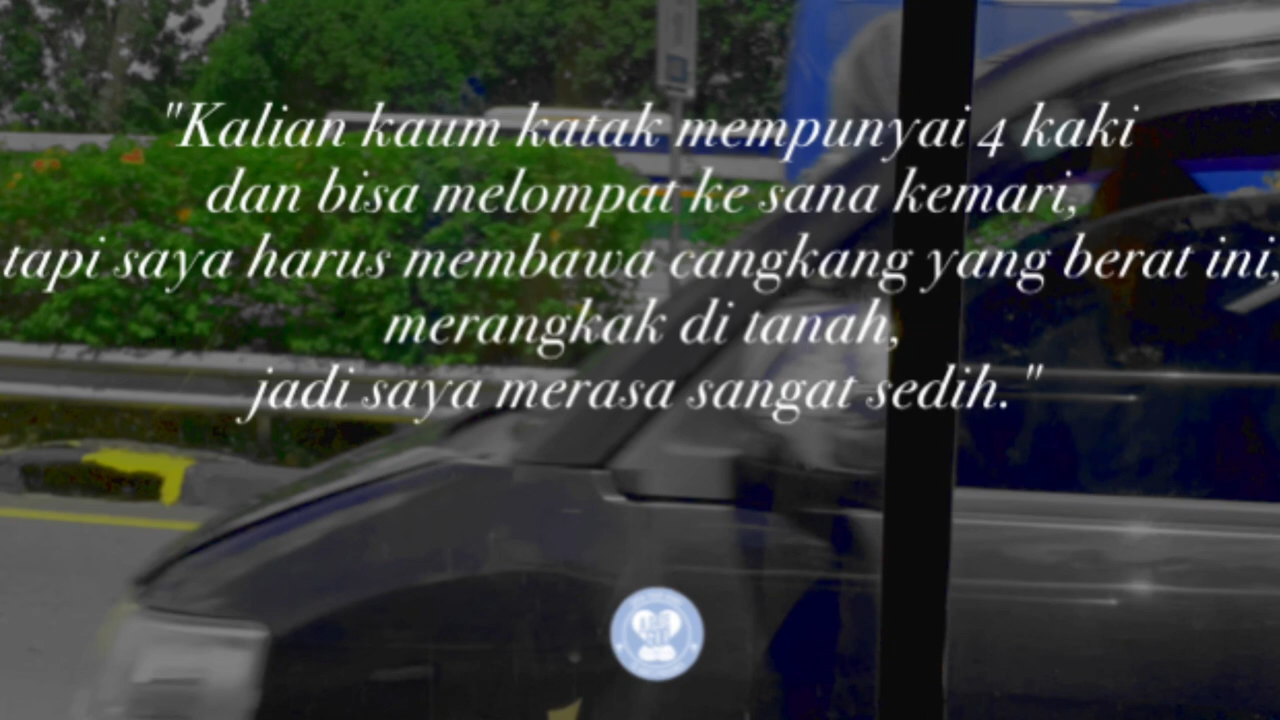 "Kalian kaum katak mempunyai 4 kaki
dan bisa melompat ke sana kemari,
tapi saya harus membawa cangkang yang berat ini,
merangkak di tanah,
jadi saya merasa sangat sedih."